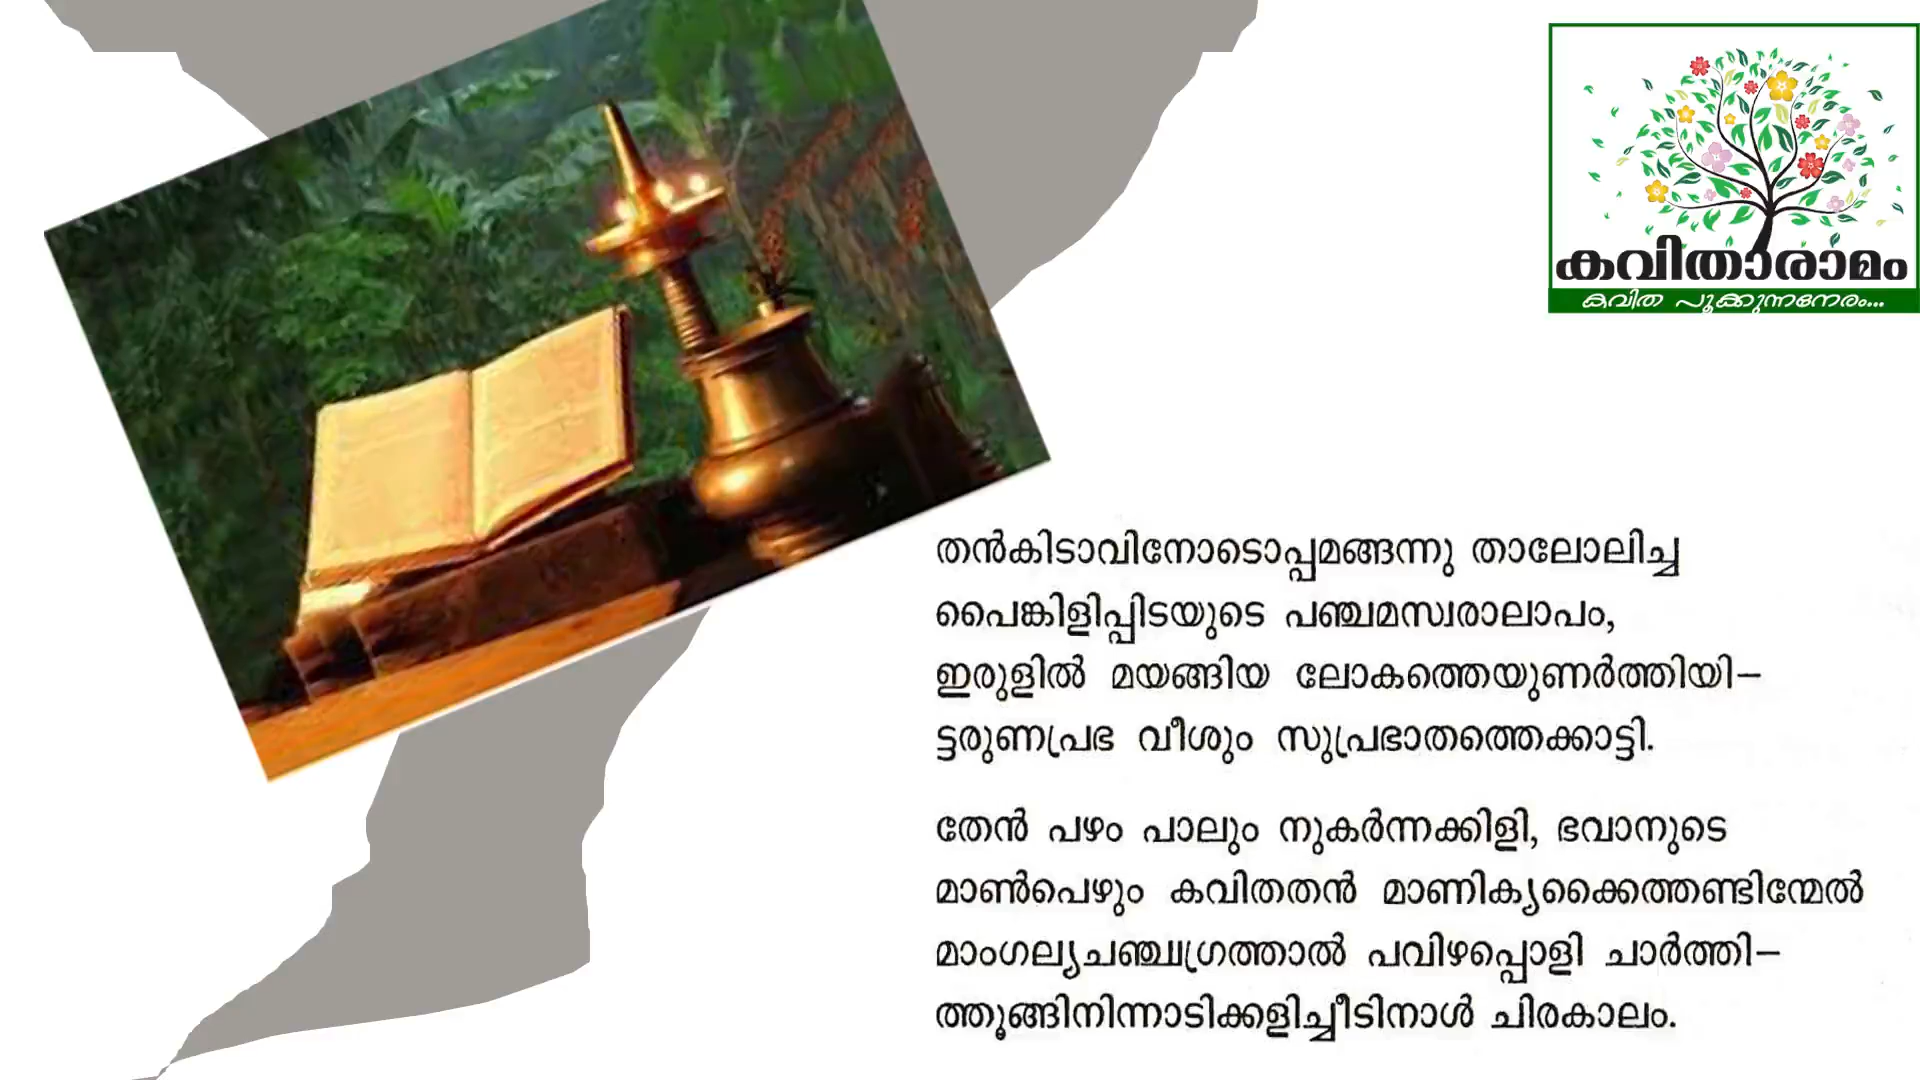 കവിതാരാമം
കവിത പൂക്കുന്നനേരം...
തൻകിടാവിനോടൊപ്പമങ്ങന്നു താലോലിച്ച
പൈങ്കിളിപ്പിടയുടെ പഞ്ചമസ്വരാലാപം,
ഇരുളിൽ മയങ്ങിയ ലോകത്തെയുണർത്തിയി–
ട്ടരുണപ്രഭ വീശും സുപ്രഭാതത്തെക്കാട്ടി.
തേൻ പഴം പാലും നുകർന്നക്കിളി, ഭവാനുടെ
മാൺപെഴും കവിതതൻ മാണിക്യക്കൈത്തണ്ടിന്മേൽ
മാംഗല്യചഞ്ച്വഗ്രത്താൽ പവിഴപ്പൊളി ചാർത്തി–
ത്തൂങ്ങിനിന്നാടിക്കളിച്ചീടിനാൾ ചിരകാലം.